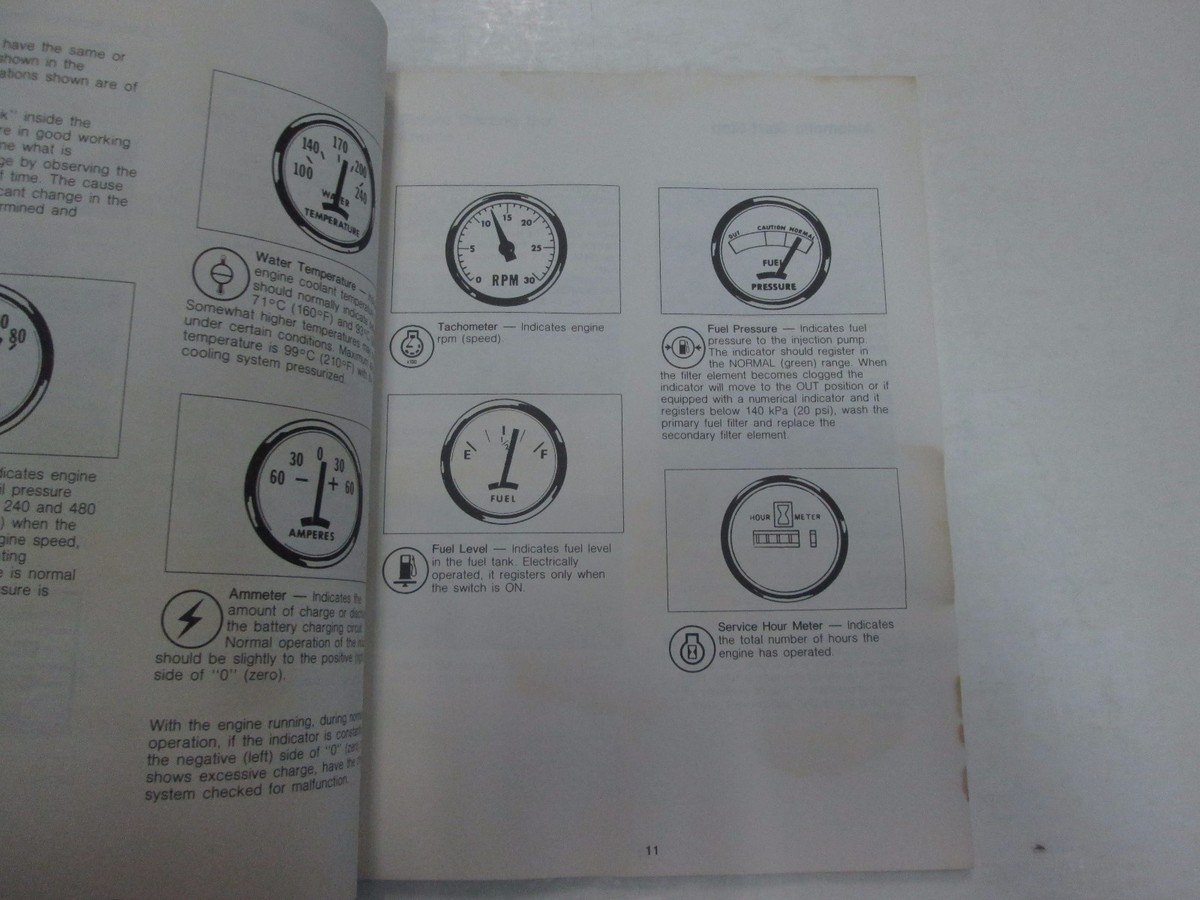 have the same or
shown in the
ations shown are of
k" inside the
re in good working
ne what is
ge by observing the
f time. The cause
cant change in the
rmined and
0
80
dicates engine
il pressure
240 and 480
) when the
gine speed,
ting
e is normal
sure is
100 140 170 200 240
WATER
TEMPERATURE
Water Temperature —
engine coolant temperature
should normally indicate
71°C (160°F) and
Somewhat higher temperatures
under certain conditions.
temperature is 99°C (210°F)
cooling system pressurized.
60 30 0 30 60
− +
AMPERES
Ammeter — Indicates the
amount of charge or
the battery charging circuit.
Normal operation of the
should be slightly to the positive
side of "0" (zero).
With the engine running, during
operation, if the indicator is
the negative (left) side of "0"
shows excessive charge, have the
system checked for malfunction.
0 5 10 15 20 25 30
RPM
Tachometer — Indicates engine
rpm (speed).
E 1/2 F
FUEL
Fuel Level — Indicates fuel level
in the fuel tank. Electrically
operated, it registers only when
the switch is ON.
OUT CAUTION NORMAL
FUEL
PRESSURE
Fuel Pressure — Indicates fuel
pressure to the injection pump.
The indicator should register in
the NORMAL (green) range. When
the filter element becomes clogged the
indicator will move to the OUT position or if
equipped with a numerical indicator and it
registers below 140 kPa (20 psi), wash the
primary fuel filter and replace the
secondary filter element.
HOUR METER
Service Hour Meter — Indicates
the total number of hours the
engine has operated.
11